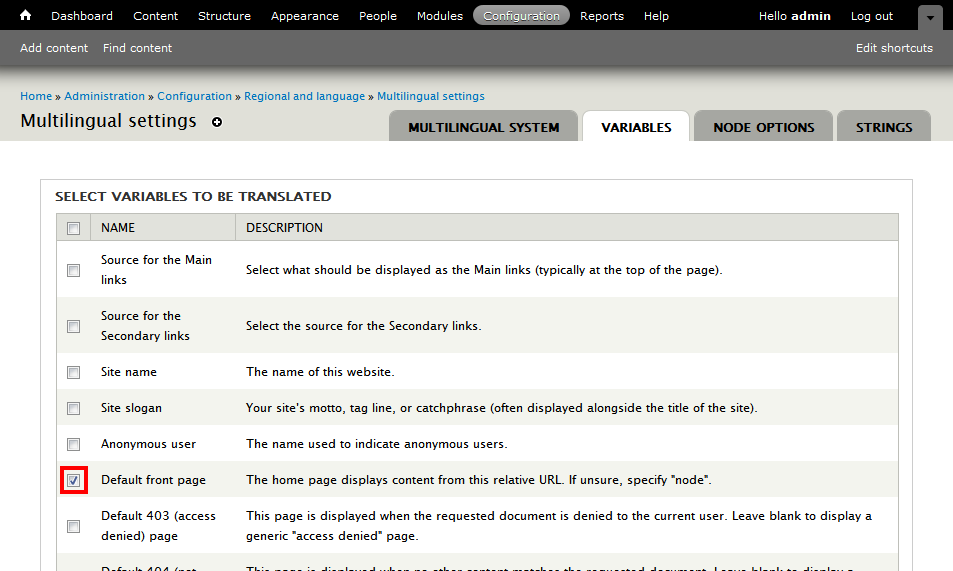 Dashboard Content Structure Appearance People Modules Configuration Reports Help Hello admin Log out
Add content Find content Edit shortcuts
Home » Administration » Configuration » Regional and language » Multilingual settings
Multilingual settings
MULTILINGUAL SYSTEM VARIABLES NODE OPTIONS STRINGS
SELECT VARIABLES TO BE TRANSLATED
NAME DESCRIPTION
Source for the Main
links
Select what should be displayed as the Main links (typically at the top of the page).
Source for the
Secondary links
Select the source for the Secondary links.
Site name The name of this website.
Site slogan Your site's motto, tag line, or catchphrase (often displayed alongside the title of the site).
Anonymous user The name used to indicate anonymous users.
Default front page The home page displays content from this relative URL. If unsure, specify "node".
Default 403 (access
denied) page
This page is displayed when the requested document is denied to the current user. Leave blank to display a
generic "access denied" page.
Default 404 (not
This page is displayed when no other content matches the requested document. Leave blank to display a